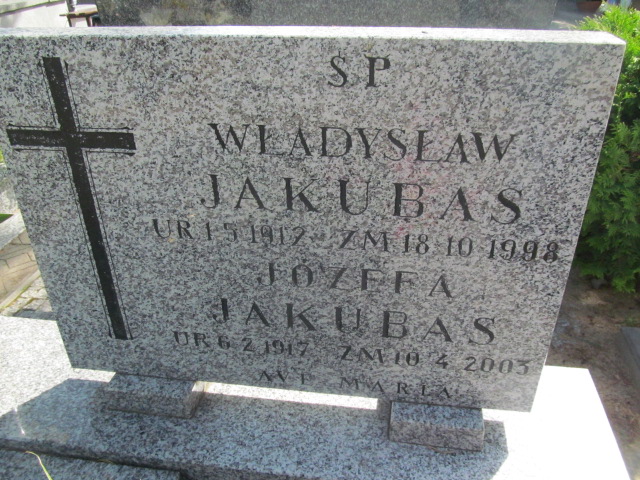 ŚP
WŁADYSŁAW
JAKUBAS
UR 1 5 1912 ZM 18 10 1998
JÓZEFA
JAKUBAS
UR 6 2 1917 ZM 10 4 2003
AVE MARIA